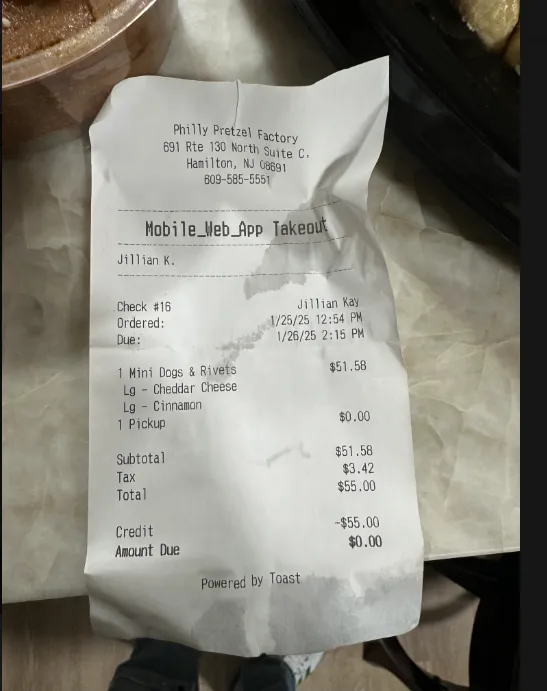 Philly Pretzel Factory
691 Rte 130 North Suite C.
Hamilton, NJ 08691
609-585-5551
Mobile_Web_App Takeout
Jillian K.
Check #16 Jillian Kay
Ordered: 1/25/25 12:54 PM
Due: 1/26/25 2:15 PM
1 Mini Dogs & Rivets $51.58
Lg - Cheddar Cheese
Lg - Cinnamon
1 Pickup $0.00
Subtotal $51.58
Tax $3.42
Total $55.00
Credit -$55.00
Amount Due $0.00
Powered by Toast